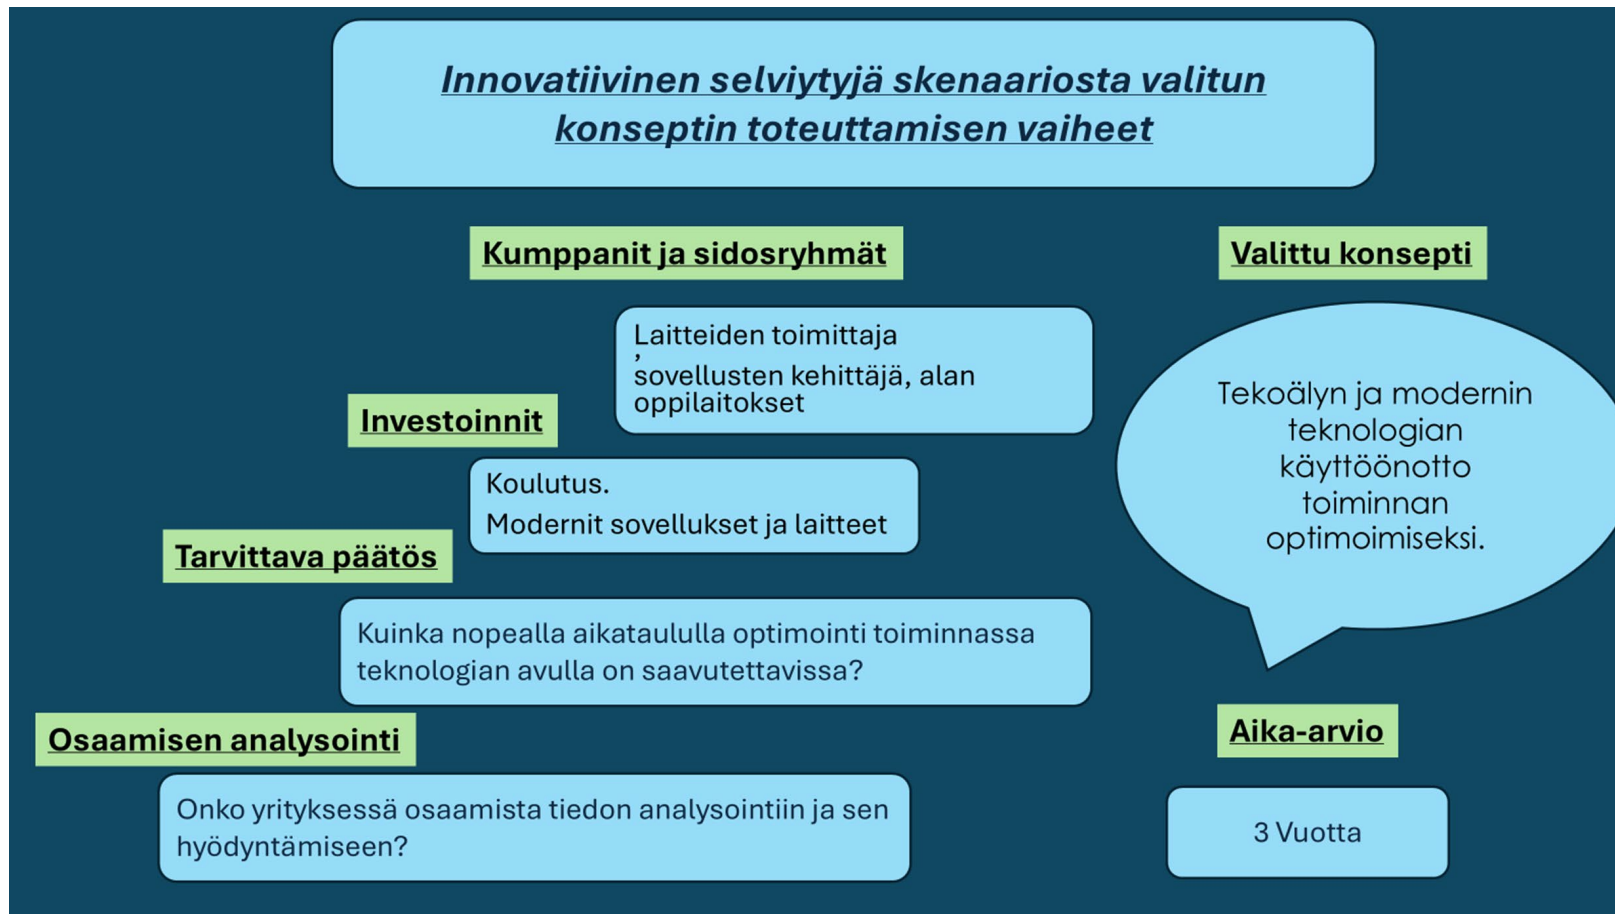 Innovatiivinen selviytyjä skenaariosta valitun
konseptin toteuttamisen vaiheet
Kumppanit ja sidosryhmät
Laitteiden toimittaja
,
sovellusten kehittäjä, alan
oppilaitokset
Investoinnit
Koulutus.
Modernit sovellukset ja laitteet
Tarvittava päätös
Kuinka nopealla aikataululla optimointi toiminnassa
teknologian avulla on saavutettavissa?
Osaamisen analysointi
Onko yrityksessä osaamista tiedon analysointiin ja sen
hyödyntämiseen?
Valittu konsepti
Tekoälyn ja modernin
teknologian
käyttöönotto
toiminnan
optimoimiseksi.
Aika-arvio
3 Vuotta